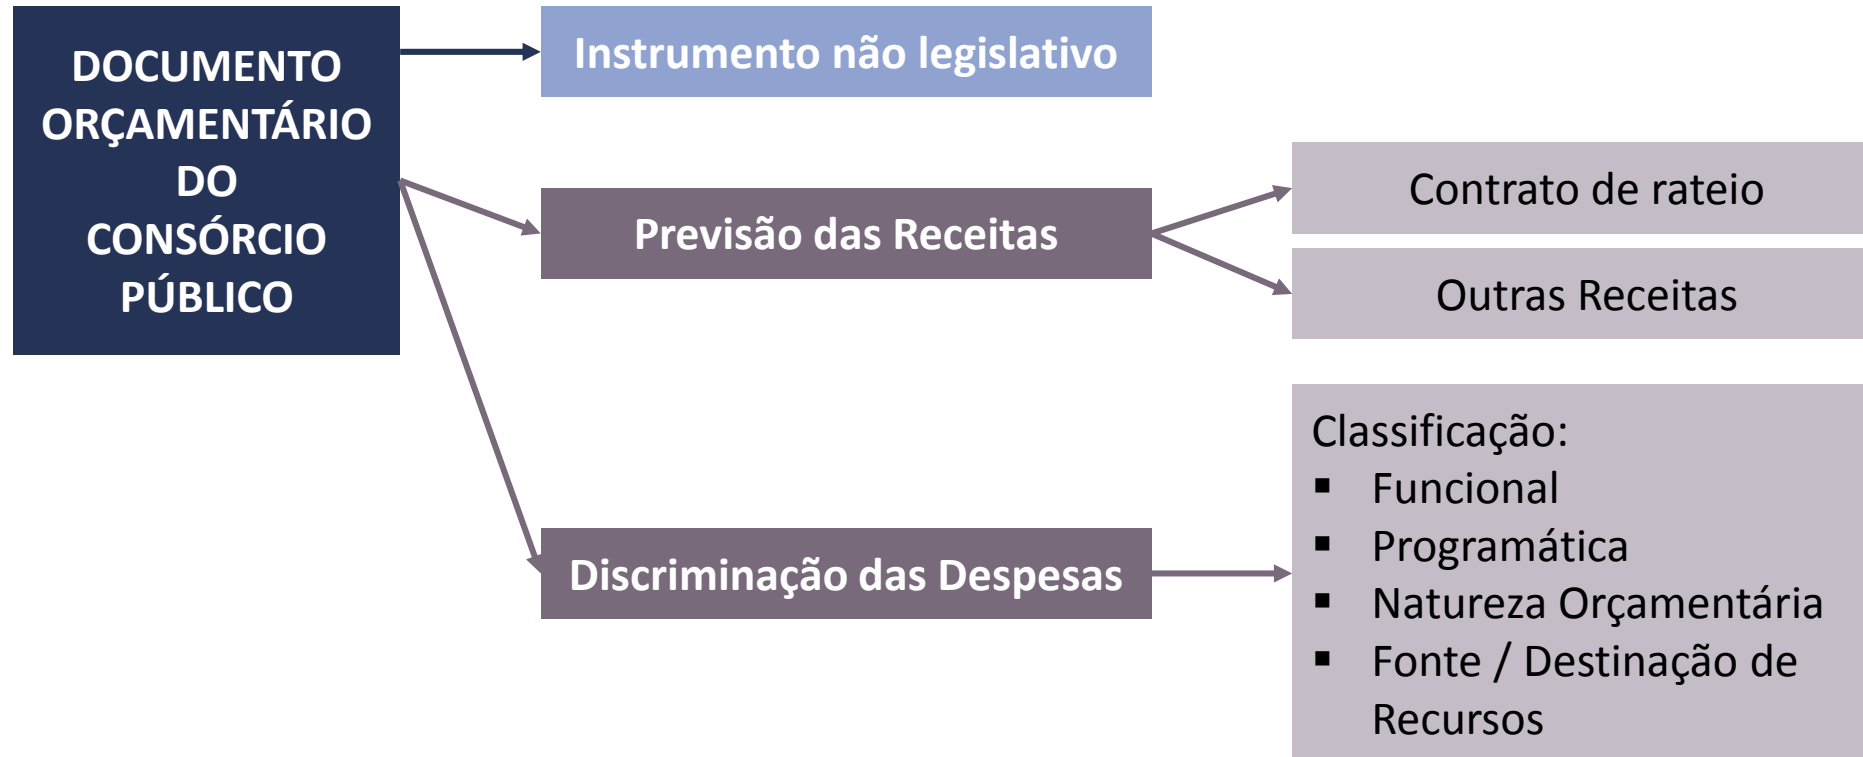 DOCUMENTO
ORÇAMENTÁRIO
DO
CONSÓRCIO
PÚBLICO
Instrumento não legislativo
Previsão das Receitas
Contrato de rateio
Outras Receitas
Discriminação das Despesas
Classificação:
▪ Funcional
▪ Programática
▪ Natureza Orçamentária
▪ Fonte / Destinação de
Recursos